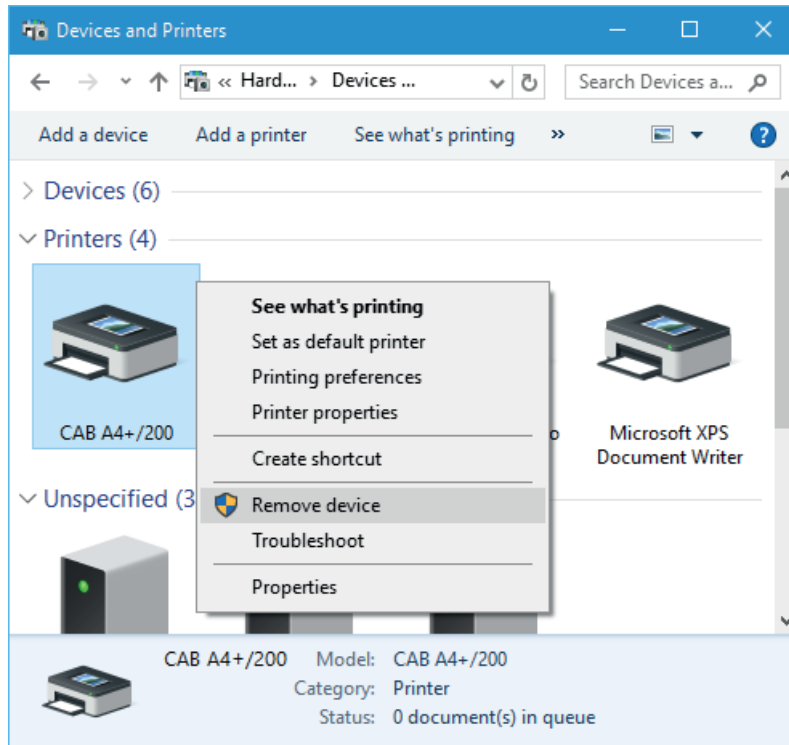 Devices and Printers
« Hard... > Devices ...
Search Devices a...
Add a device
Add a printer
See what's printing
»
?
Devices (6)
Printers (4)
See what's printing
Set as default printer
Printing preferences
Printer properties
CAB A4+/200
o
Microsoft XPS
Document Writer
Create shortcut
Unspecified (3
Remove device
Troubleshoot
Properties
CAB A4+/200
Model: CAB A4+/200
Category: Printer
Status: 0 document(s) in queue